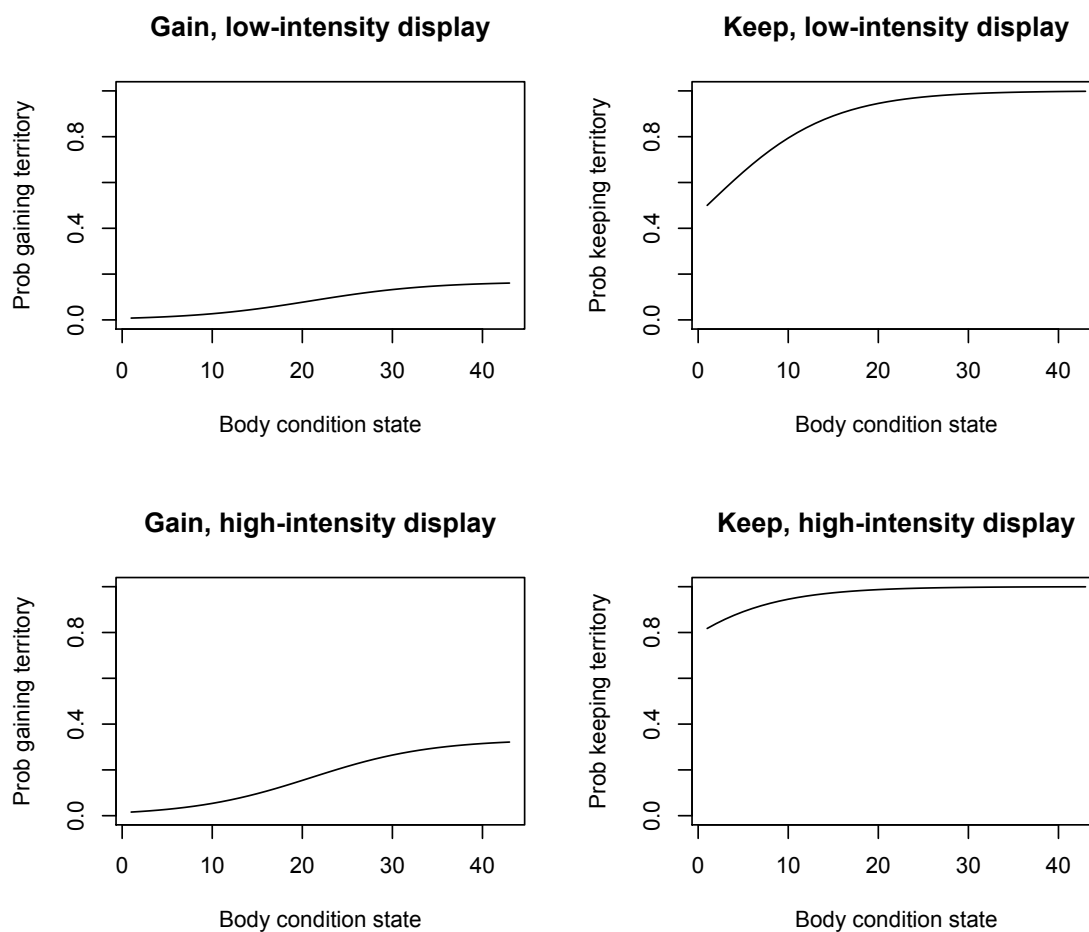 Gain, low-intensity display
Prob gaining territory
0.0 0.4 0.8
0 10 20 30 40
Body condition state
Keep, low-intensity display
Prob keeping territory
0.0 0.4 0.8
0 10 20 30 40
Body condition state
Gain, high-intensity display
Prob gaining territory
0.0 0.4 0.8
0 10 20 30 40
Body condition state
Keep, high-intensity display
Prob keeping territory
0.0 0.4 0.8
0 10 20 30 40
Body condition state